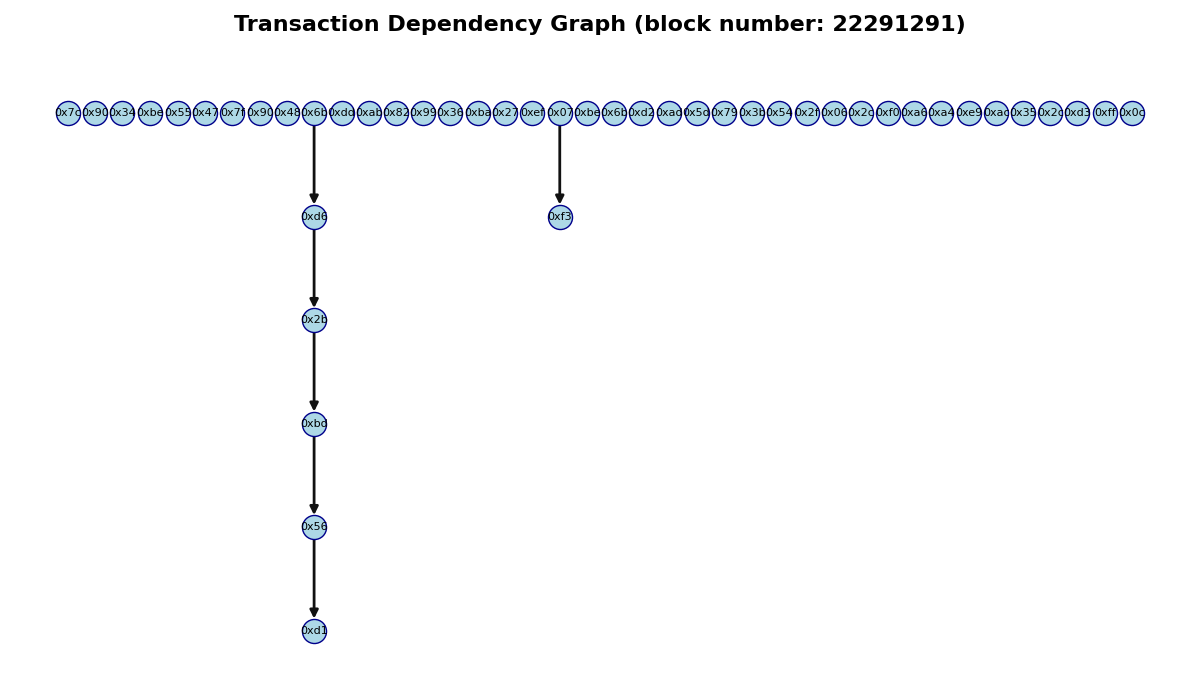 Transaction Dependency Graph (block number: 22291291)
0x7c 0x90 0x34 0xbe 0x55 0x47 0x7f 0x90 0x48 0x6b 0xdd 0xab 0x82 0x99 0x36 0xba 0x27 0xef 0x07 0xbe 0x6b 0xd2 0xad 0x5d 0x79 0x3b 0x54 0x2f 0x06 0x2c 0xf0 0xa6 0xa4 0xe9 0xac 0x35 0x2c 0xd3 0xff 0x0c
0xd6 0xf3
0x2b
0xbd
0x56
0xd1